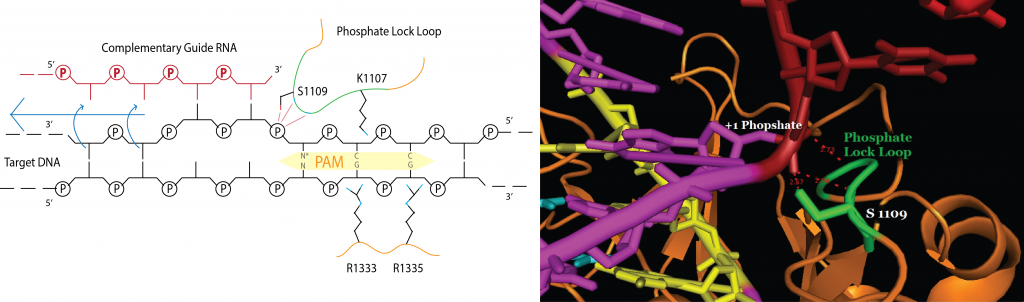 Complementary Guide RNA
Phosphate Lock Loop
5’ P P P P 3’
S1109
K1107
3’ P P P P P P P 5’
Target DNA
PAM
N* C C
N G G
P P P P P P P P
5’ 3’
R1333 R1335
+1 Phopshate
Phosphate
Lock Loop
S 1109